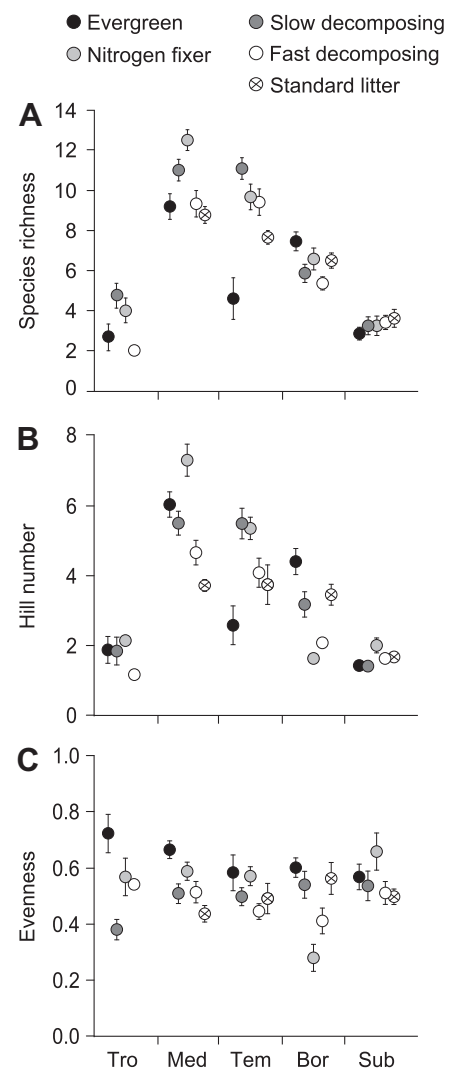 Evergreen
Slow decomposing
Nitrogen fixer
Fast decomposing
Standard litter
A
14
12
10
8
6
4
2
0
Species richness
B
8
6
4
2
0
Hill number
C
1.0
0.8
0.6
0.4
0.2
0.0
Evenness
Tro Med Tem Bor Sub